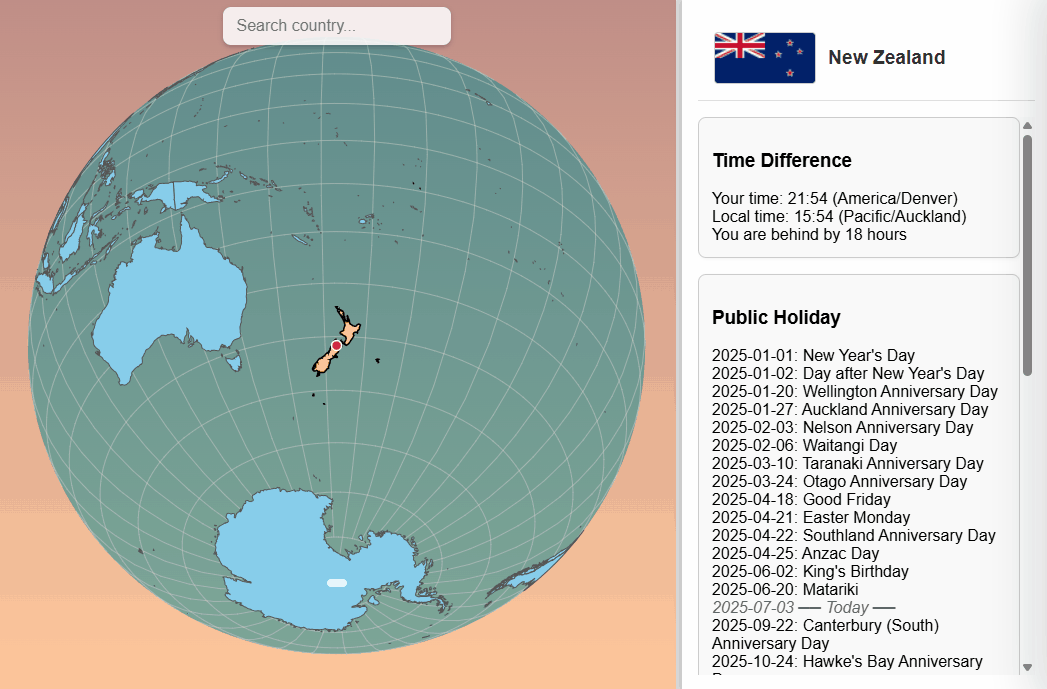 Search country...
New Zealand
Time Difference
Your time: 21:54 (America/Denver)
Local time: 15:54 (Pacific/Auckland)
You are behind by 18 hours
Public Holiday
2025-01-01: New Year's Day
2025-01-02: Day after New Year's Day
2025-01-20: Wellington Anniversary Day
2025-01-27: Auckland Anniversary Day
2025-02-03: Nelson Anniversary Day
2025-02-06: Waitangi Day
2025-03-10: Taranaki Anniversary Day
2025-03-24: Otago Anniversary Day
2025-04-18: Good Friday
2025-04-21: Easter Monday
2025-04-22: Southland Anniversary Day
2025-04-25: Anzac Day
2025-06-02: King's Birthday
2025-06-20: Matariki
2025-07-03 —— Today ——
2025-09-22: Canterbury (South)
Anniversary Day
2025-10-24: Hawke's Bay Anniversary